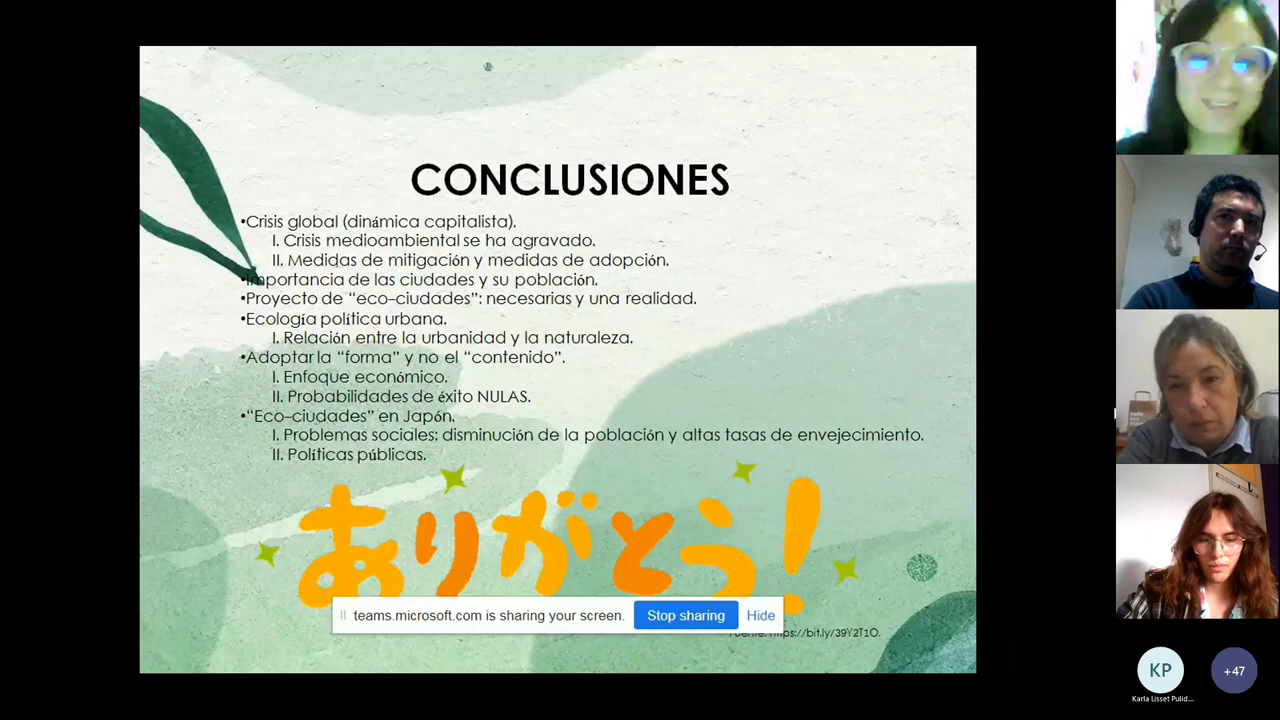 CONCLUSIONES
•Crisis global (dinámica capitalista).
I. Crisis medioambiental se ha agravado.
II. Medidas de mitigación y medidas de adopción.
•Importancia de las ciudades y su población.
•Proyecto de “eco-ciudades”: necesarias y una realidad.
•Ecología política urbana.
I. Relación entre la urbanidad y la naturaleza.
•Adoptar la “forma” y no el “contenido”.
I. Enfoque económico.
II. Probabilidades de éxito NULAS.
•“Eco-ciudades” en Japón.
I. Problemas sociales: disminución de la población y altas tasas de envejecimiento.
II. Políticas públicas.
ありがとう!
teams.microsoft.com is sharing your screen. Stop sharing Hide
Fuente: https://bit.ly/39Y2T1O.
KP
+47
Karla Lisset Pulid...